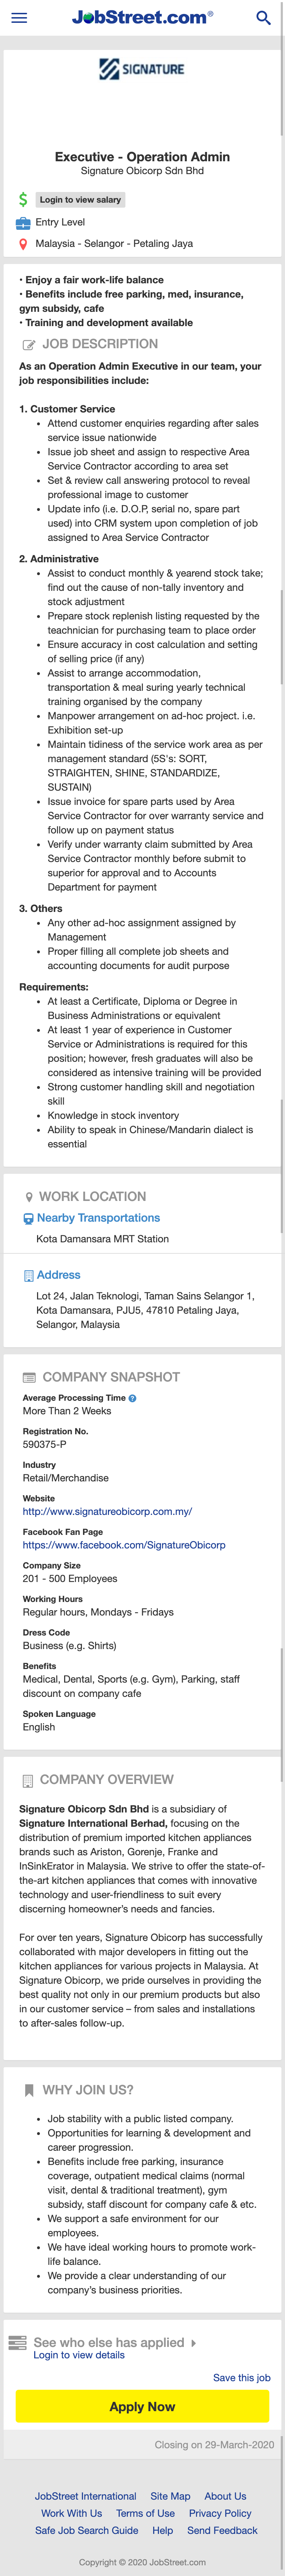 JobStreet.com®
SIGNATURE
Executive - Operation Admin
Signature Obicorp Sdn Bhd
Login to view salary
Entry Level
Malaysia - Selangor - Petaling Jaya
• Enjoy a fair work-life balance
• Benefits include free parking, med, insurance,
gym subsidy, cafe
• Training and development available
JOB DESCRIPTION
As an Operation Admin Executive in our team, your
job responsibilities include:
1. Customer Service
• Attend customer enquiries regarding after sales
service issue nationwide
• Issue job sheet and assign to respective Area
Service Contractor according to area set
• Set & review call answering protocol to reveal
professional image to customer
• Update info (i.e. D.O.P, serial no, spare part
used) into CRM system upon completion of job
assigned to Area Service Contractor
2. Administrative
• Assist to conduct monthly & yearend stock take;
find out the cause of non-tally inventory and
stock adjustment
• Prepare stock replenish listing requested by the
teachnician for purchasing team to place order
• Ensure accuracy in cost calculation and setting
of selling price (if any)
• Assist to arrange accommodation,
transportation & meal suring yearly technical
training organised by the company
• Manpower arrangement on ad-hoc project. i.e.
Exhibition set-up
• Maintain tidiness of the service work area as per
management standard (5S's: SORT,
STRAIGHTEN, SHINE, STANDARDIZE,
SUSTAIN)
• Issue invoice for spare parts used by Area
Service Contractor for over warranty service and
follow up on payment status
• Verify under warranty claim submitted by Area
Service Contractor monthly before submit to
superior for approval and to Accounts
Department for payment
3. Others
• Any other ad-hoc assignment assigned by
Management
• Proper filling all complete job sheets and
accounting documents for audit purpose
Requirements:
• At least a Certificate, Diploma or Degree in
Business Administrations or equivalent
• At least 1 year of experience in Customer
Service or Administrations is required for this
position; however, fresh graduates will also be
considered as intensive training will be provided
• Strong customer handling skill and negotiation
skill
• Knowledge in stock inventory
• Ability to speak in Chinese/Mandarin dialect is
essential
WORK LOCATION
Nearby Transportations
Kota Damansara MRT Station
Address
Lot 24, Jalan Teknologi, Taman Sains Selangor 1,
Kota Damansara, PJU5, 47810 Petaling Jaya,
Selangor, Malaysia
COMPANY SNAPSHOT
Average Processing Time ?
More Than 2 Weeks
Registration No.
590375-P
Industry
Retail/Merchandise
Website
http://www.signatureobicorp.com.my/
Facebook Fan Page
https://www.facebook.com/SignatureObicorp
Company Size
201 - 500 Employees
Working Hours
Regular hours, Mondays - Fridays
Dress Code
Business (e.g. Shirts)
Benefits
Medical, Dental, Sports (e.g. Gym), Parking, staff
discount on company cafe
Spoken Language
English
COMPANY OVERVIEW
Signature Obicorp Sdn Bhd is a subsidiary of
Signature International Berhad, focusing on the
distribution of premium imported kitchen appliances
brands such as Ariston, Gorenje, Franke and
InSinkErator in Malaysia. We strive to offer the state-of-
the-art kitchen appliances that comes with innovative
technology and user-friendliness to suit every
discerning homeowner's needs and fancies.
For over ten years, Signature Obicorp has successfully
collaborated with major developers in fitting out the
kitchen appliances for various projects in Malaysia. At
Signature Obicorp, we pride ourselves in providing the
best quality not only in our premium products but also
in our customer service – from sales and installations
to after-sales follow-up.
WHY JOIN US?
• Job stability with a public listed company.
• Opportunities for learning & development and
career progression.
• Benefits include free parking, insurance
coverage, outpatient medical claims (normal
visit, dental & traditional treatment), gym
subsidy, staff discount for company cafe & etc.
• We support a safe environment for our
employees.
• We have ideal working hours to promote work-
life balance.
• We provide a clear understanding of our
company's business priorities.
See who else has applied
Login to view details
Save this job
Apply Now
Closing on 29-March-2020
JobStreet International Site Map About Us
Work With Us Terms of Use Privacy Policy
Safe Job Search Guide Help Send Feedback
Copyright © 2020 JobStreet.com